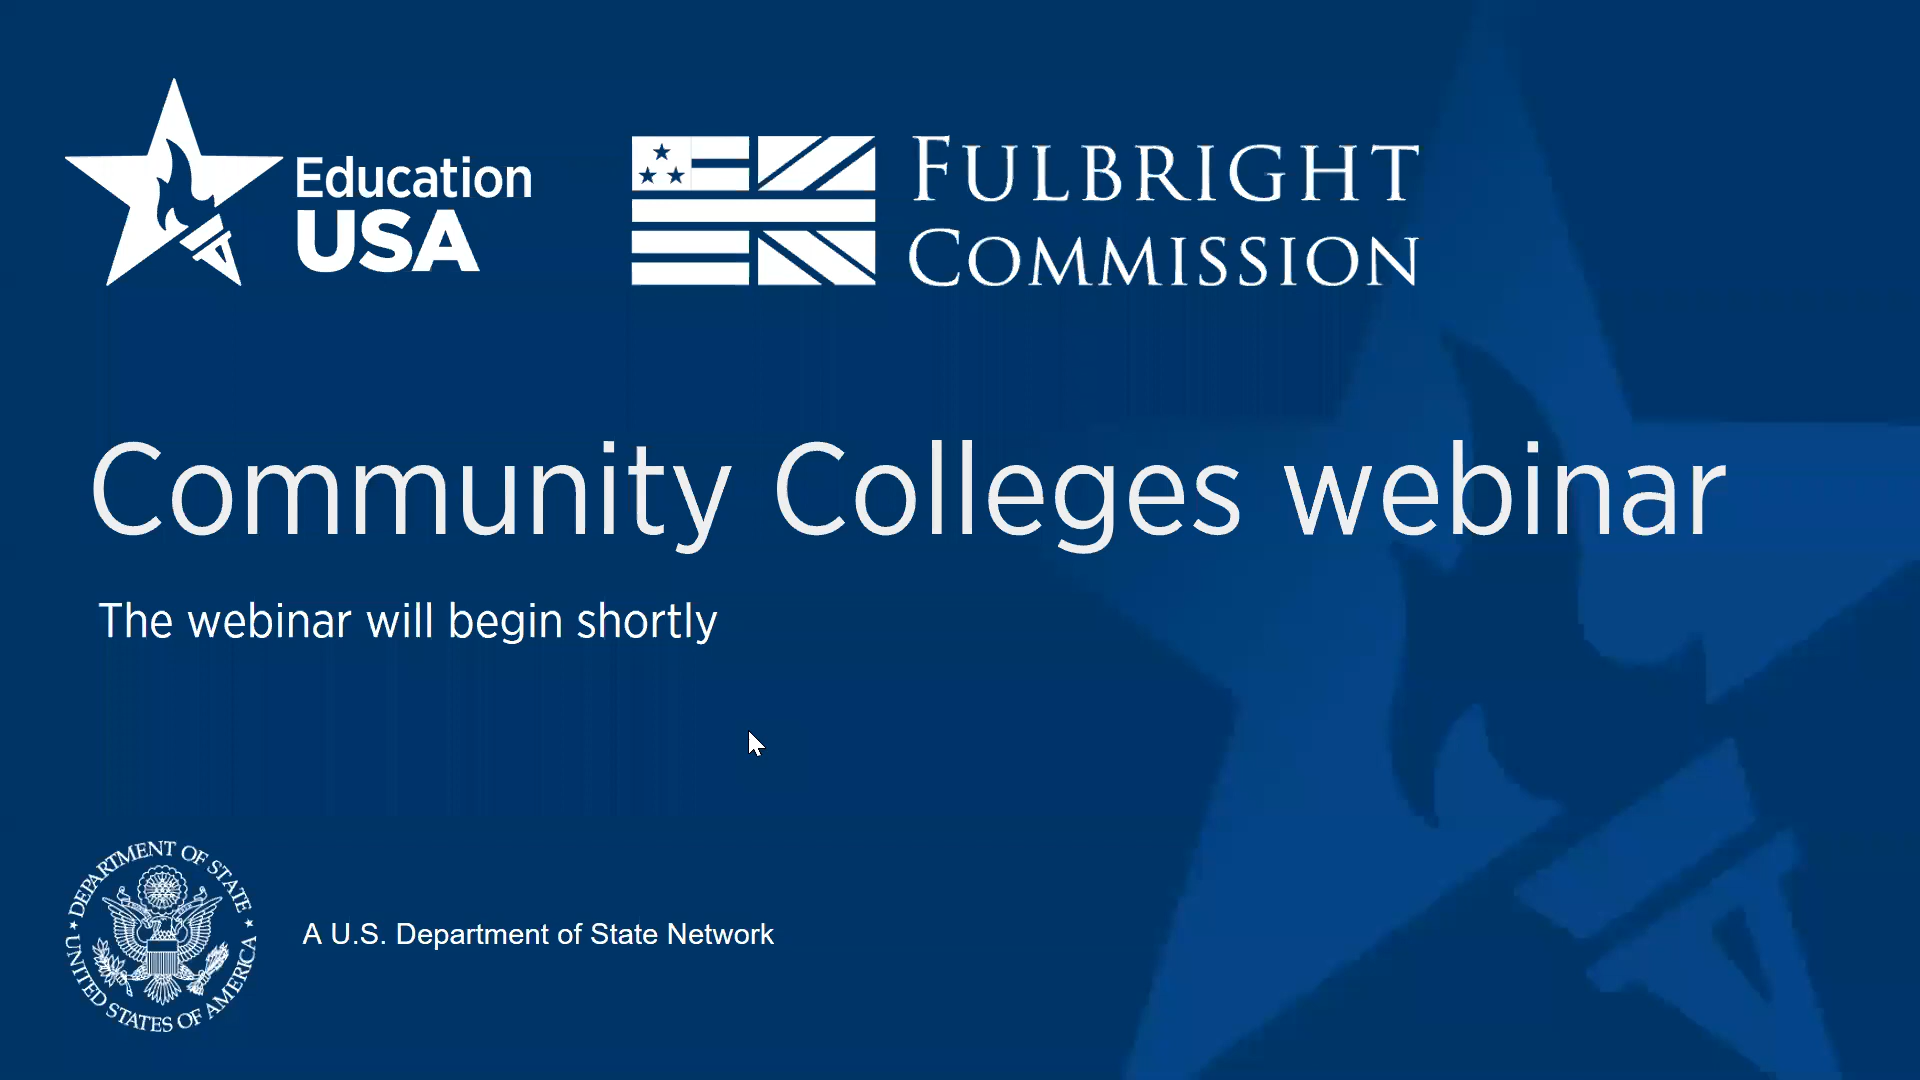 Education
USA
FULBRIGHT
COMMISSION
Community Colleges webinar
The webinar will begin shortly
DEPARTMENT OF STATE
UNITED STATES OF AMERICA
A U.S. Department of State Network